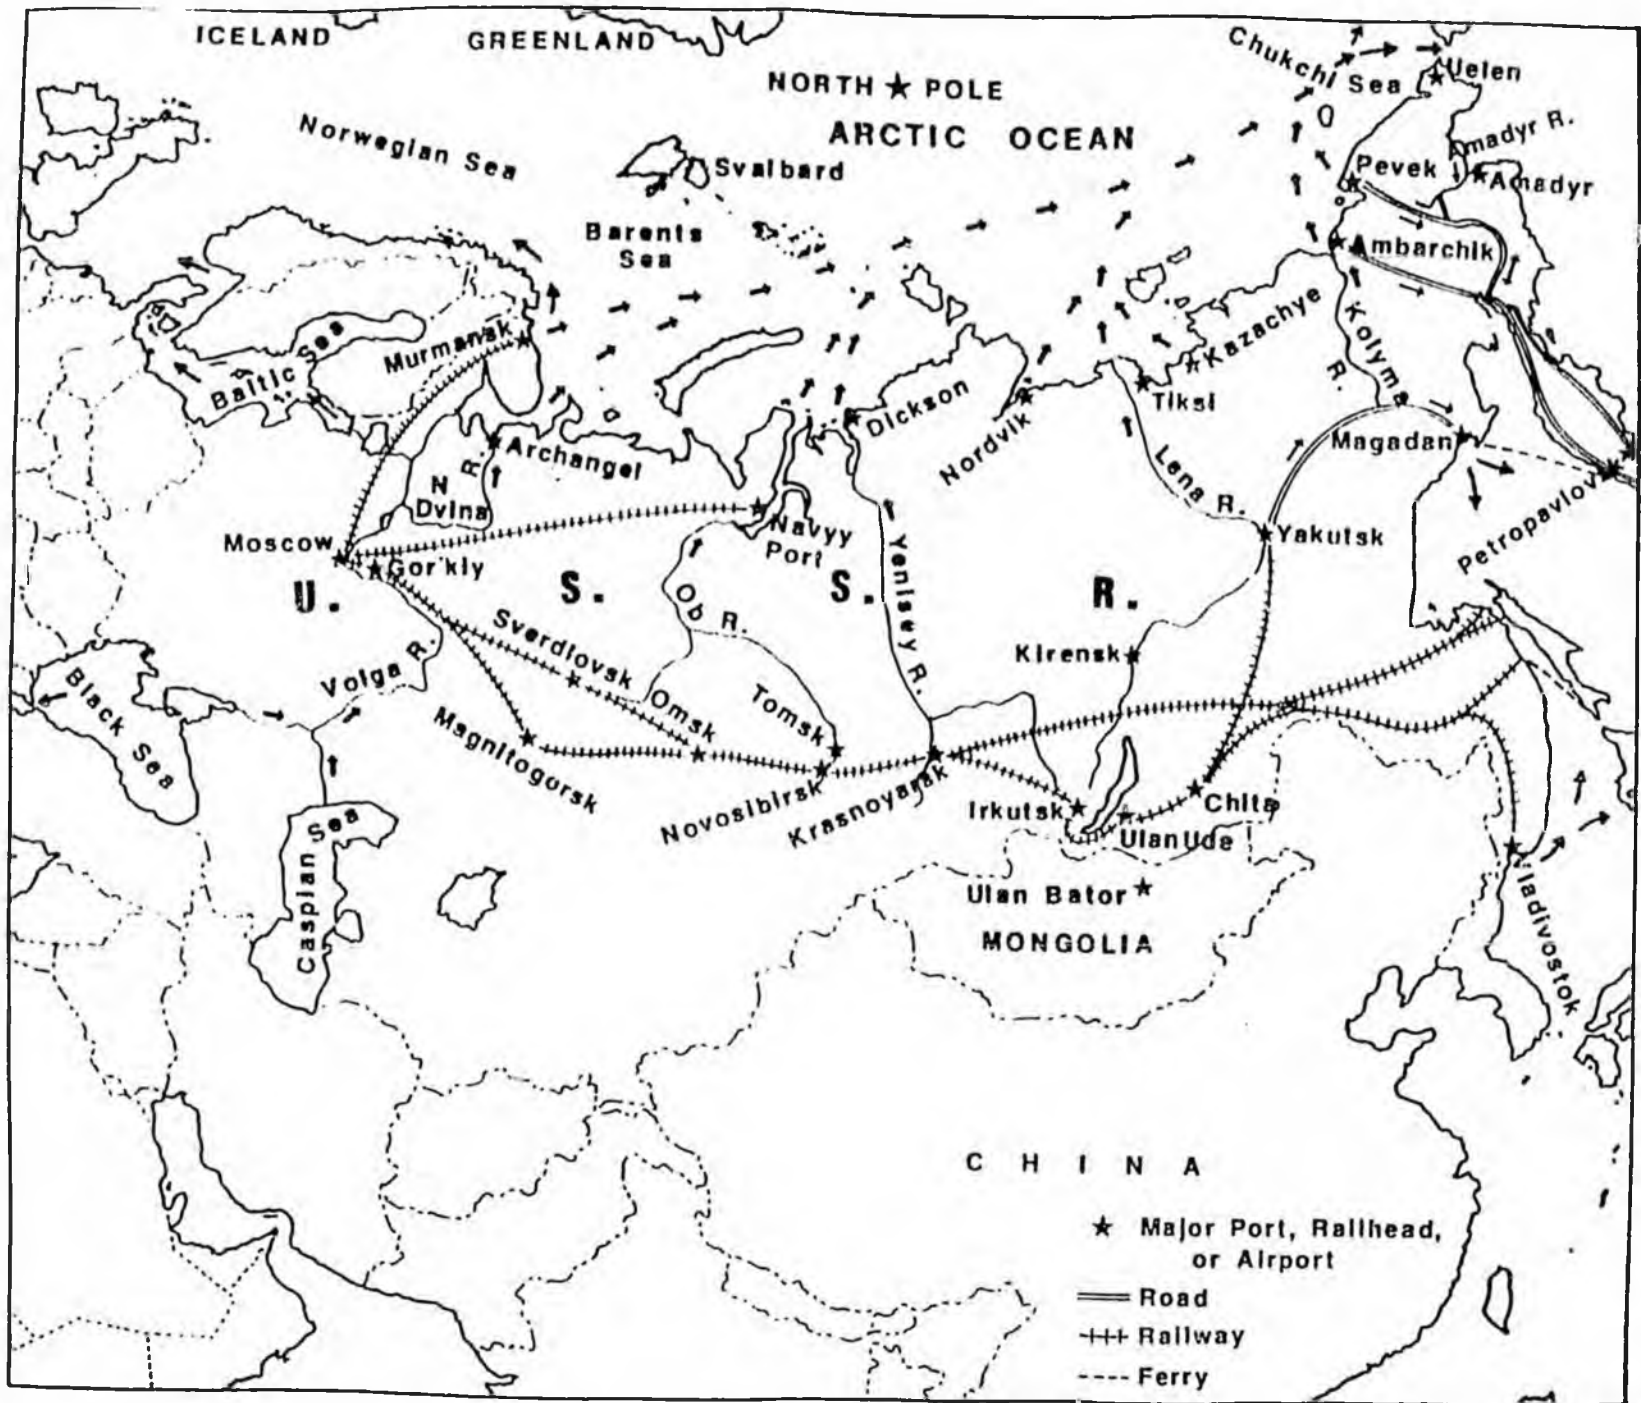 ICELAND
GREENLAND
Chukchi Sea
Uelen
NORTH ★ POLE
ARCTIC OCEAN
Norwegian Sea
Svalbard
Amadyr R.
Pevek
Amadyr
Barents
Sea
Ambarchik
Kazachye
Kolyma
R.
Murmansk
Baltic Sea
Dickson
Nordvik
Tiksi
Magadan
Archangel
N
Dvina
R.
Lena R.
Navyy
Port
Yakutsk
Petropavlov
Moscow
Gor'kiy
U. S. S. R.
Ob R.
Yenisey R.
Sverdlovsk
Kirensk
Volga R.
Black Sea
Omsk
Tomsk
Magnitogorsk
Novosibirsk
Krasnoyarsk
Irkutsk
Chita
Ulan Ude
Caspian Sea
Ulan Bator
MONGOLIA
Vladivostok
CHINA
★ Major Port, Railhead,
or Airport
Road
Railway
Ferry